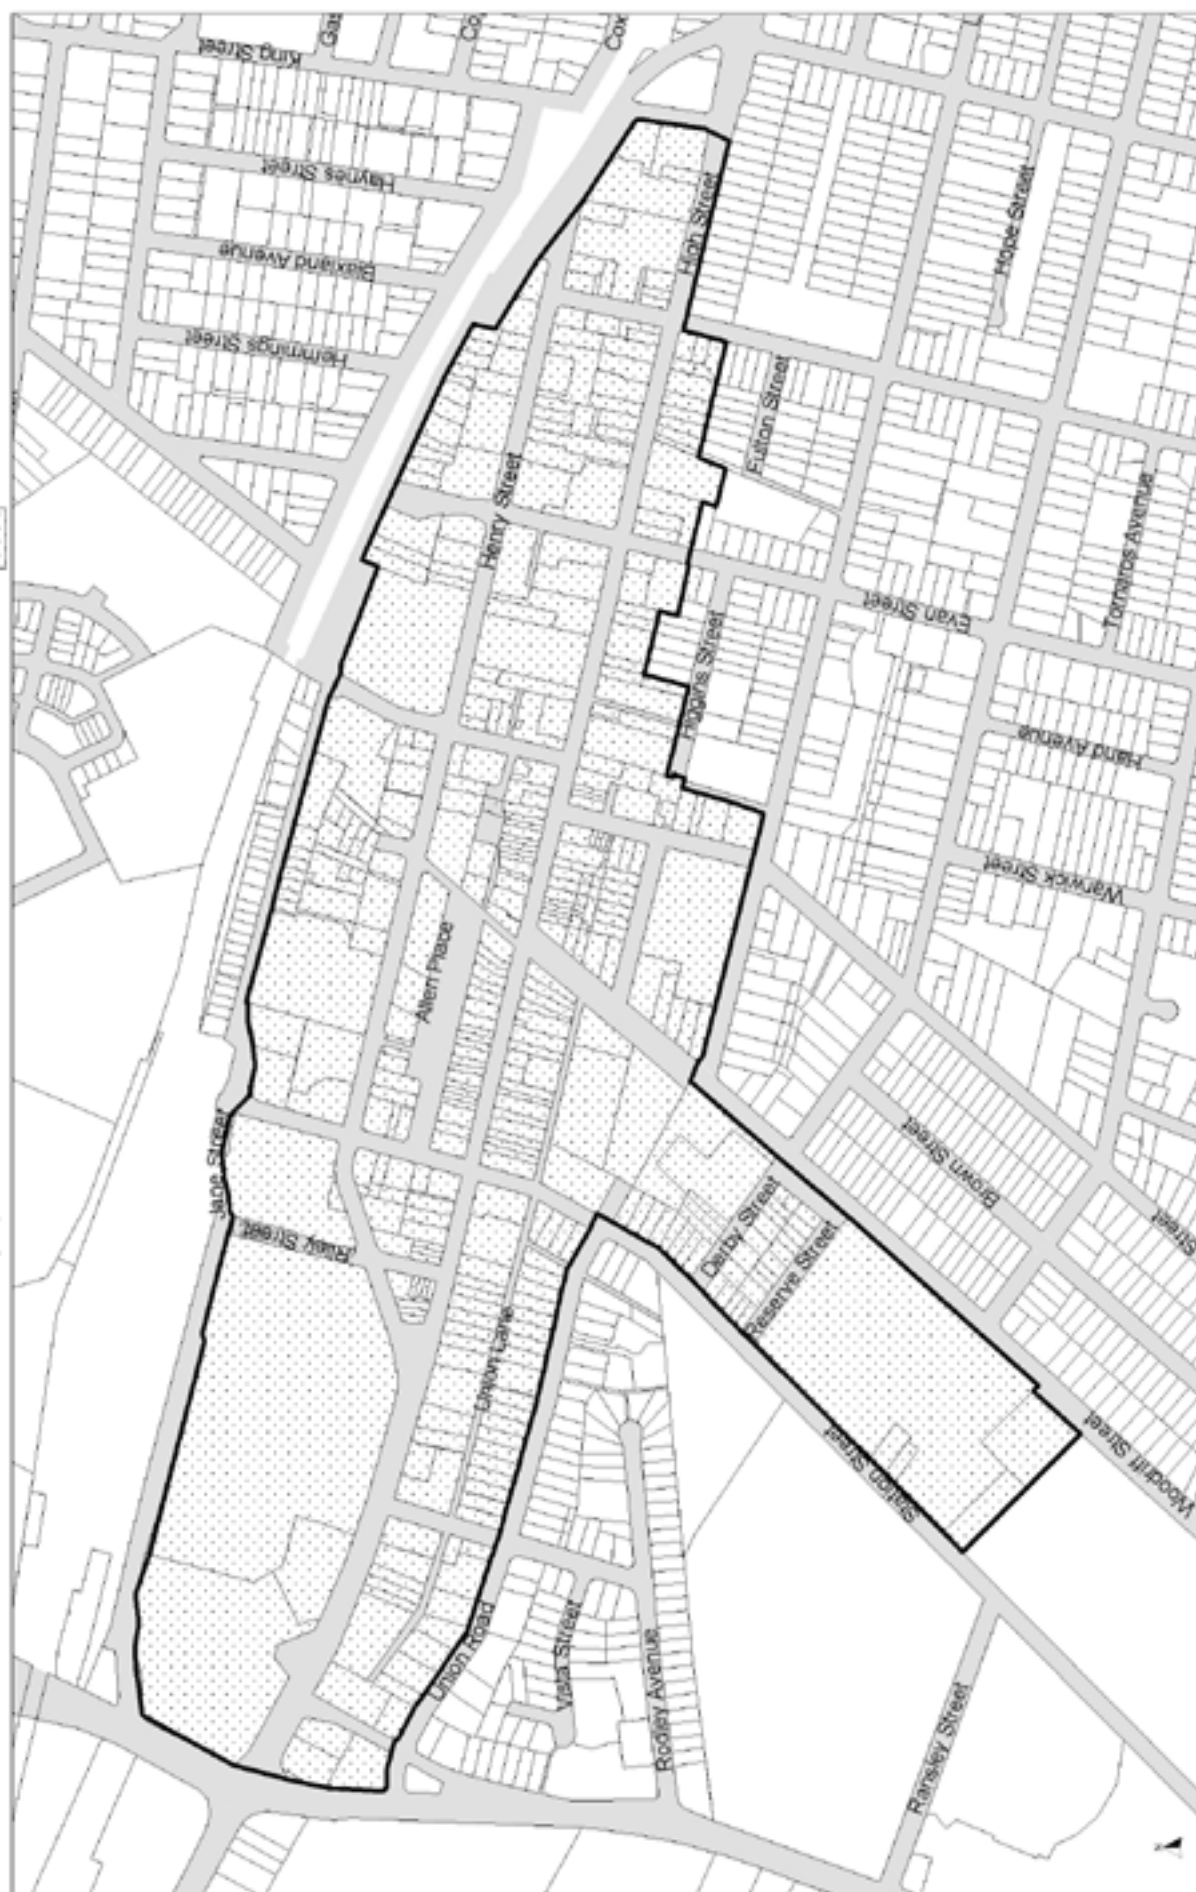 King Street
Haynes Street
Blaxland Avenue
Hemmings Street
High Street
Hope Street
Fulton Street
Henry Street
Tornaros Avenue
Evan Street
Higgins Street
Hand Avenue
Warwick Street
Allen Place
Jane Street
Brown Street
Riley Street
Derby Street
Reserve Street
Street
Union Lane
Station Street
Woodriff Street
Union Road
Vista Street
Rodley Avenue
Ransley Street